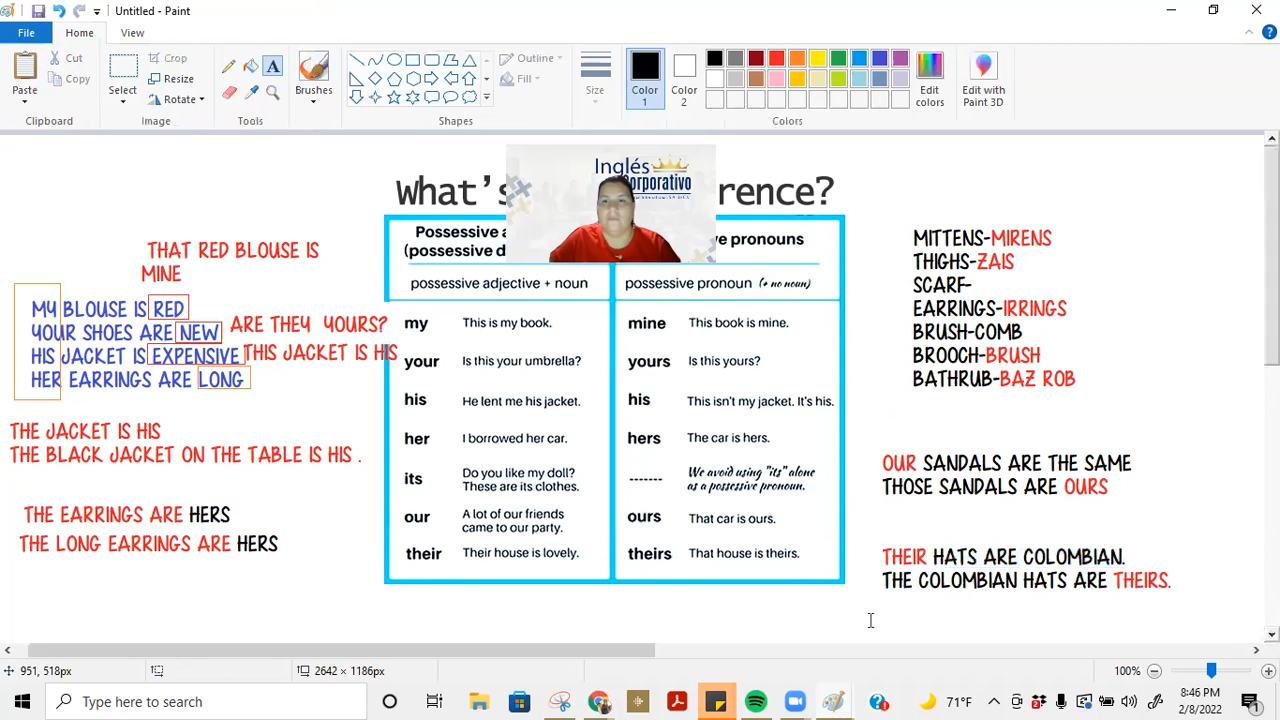 Untitled - Paint
File
Home
View
Paste
Cut
Copy
Clipboard
Select
Crop
Resize
Rotate
Image
Tools
Brushes
Shapes
Outline
Fill
Size
Color 1
Color 2
Edit colors
Edit with Paint 3D
Colors
What's
rence?
Inglés
Corporativo
Possessive a
(possessive d
ve pronouns
possessive adjective + noun
possessive pronoun (+ no noun)
my This is my book.
mine This book is mine.
your Is this your umbrella?
yours Is this yours?
his He lent me his jacket.
his This isn't my jacket. It's his.
her I borrowed her car.
hers The car is hers.
its Do you like my doll?
These are its clothes.
------- We avoid using "its" alone
as a possessive pronoun.
our A lot of our friends
came to our party.
ours That car is ours.
their Their house is lovely.
theirs That house is theirs.
THAT RED BLOUSE IS
MINE
MY BLOUSE IS RED
YOUR SHOES ARE NEW
ARE THEY YOURS?
HIS JACKET IS EXPENSIVE
THIS JACKET IS HIS
HER EARRINGS ARE LONG
THE JACKET IS HIS
THE BLACK JACKET ON THE TABLE IS HIS .
THE EARRINGS ARE HERS
THE LONG EARRINGS ARE HERS
MITTENS-MIRENS
THIGHS-ZAIS
SCARF-
EARRINGS-IRRINGS
BRUSH-COMB
BROOCH-BRUSH
BATHRUB-BAZ ROB
OUR SANDALS ARE THE SAME
THOSE SANDALS ARE OURS
THEIR HATS ARE COLOMBIAN.
THE COLOMBIAN HATS ARE THEIRS.
951, 518px
2642 × 1186px
100%
Type here to search
71°F
8:46 PM
2/8/2022
1